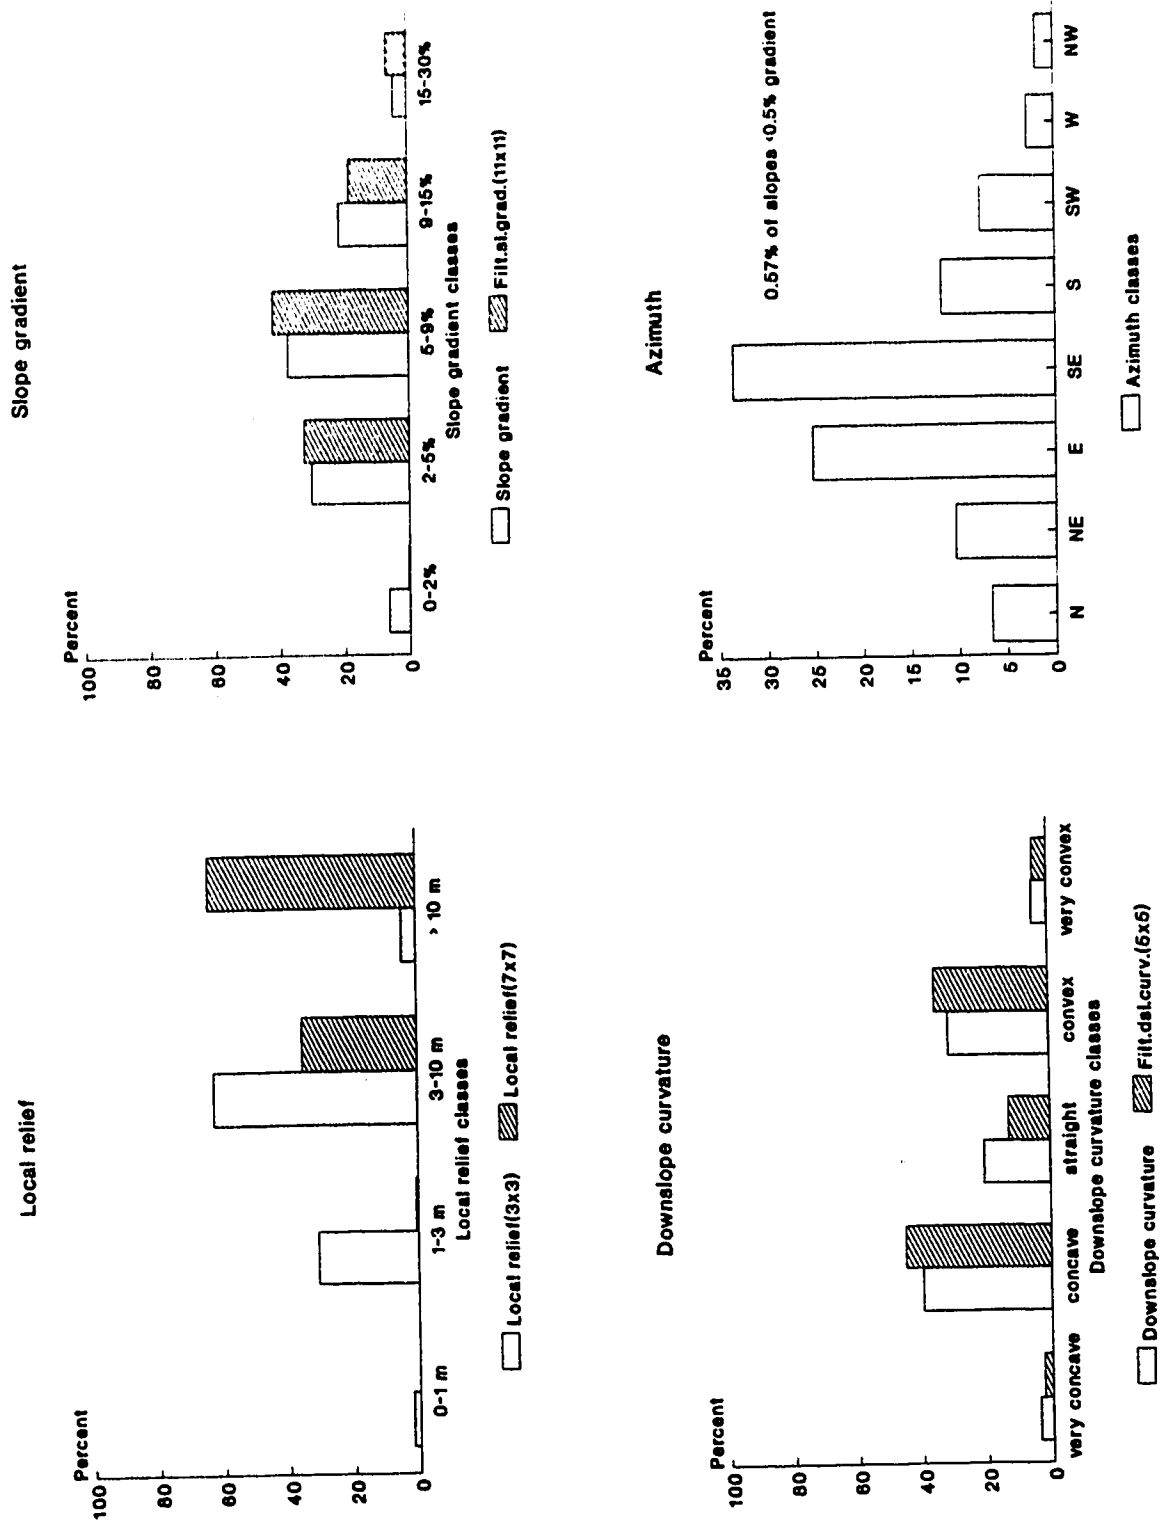 Local relief
Percent
100
80
60
40
20
0
0-1 m
1-3 m
3-10 m
> 10 m
Local relief classes
Local relief(3x3)
Local relief(7x7)
Slope gradient
Percent
100
80
60
40
20
0
0-2%
2-5%
5-9%
9-15%
15-30%
Slope gradient classes
Slope gradient
Filt.sl.grad.(11x11)
Downslope curvature
Percent
100
80
60
40
20
0
very concave
concave
straight
convex
very convex
Downslope curvature classes
Downslope curvature
Filt.dsl.curv.(5x5)
Azimuth
Percent
35
30
25
20
15
10
5
0
0.57% of slopes <0.5% gradient
N
NE
E
SE
S
SW
W
NW
Azimuth classes